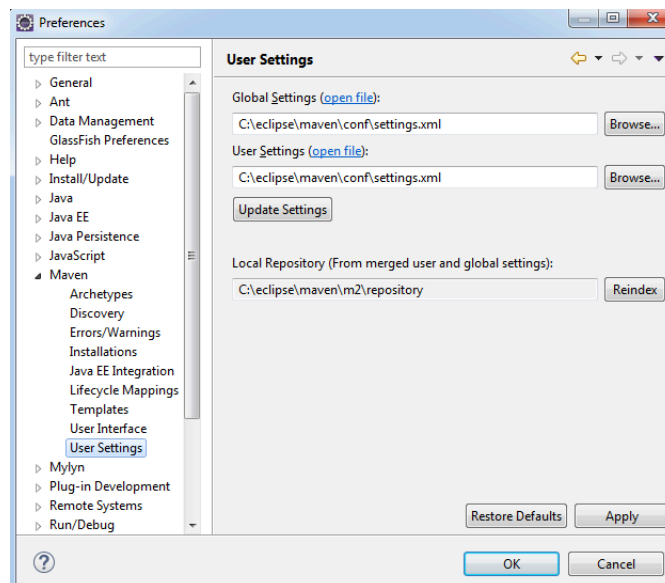 Preferences
type filter text
General
Ant
Data Management
GlassFish Preferences
Help
Install/Update
Java
Java EE
Java Persistence
JavaScript
Maven
Archetypes
Discovery
Errors/Warnings
Installations
Java EE Integration
Lifecycle Mappings
Templates
User Interface
User Settings
Mylyn
Plug-in Development
Remote Systems
Run/Debug
User Settings
Global Settings (open file):
C:\eclipse\maven\conf\settings.xml
Browse...
User Settings (open file):
C:\eclipse\maven\conf\settings.xml
Browse...
Update Settings
Local Repository (From merged user and global settings):
C:\eclipse\maven\m2\repository
Reindex
Restore Defaults
Apply
OK
Cancel